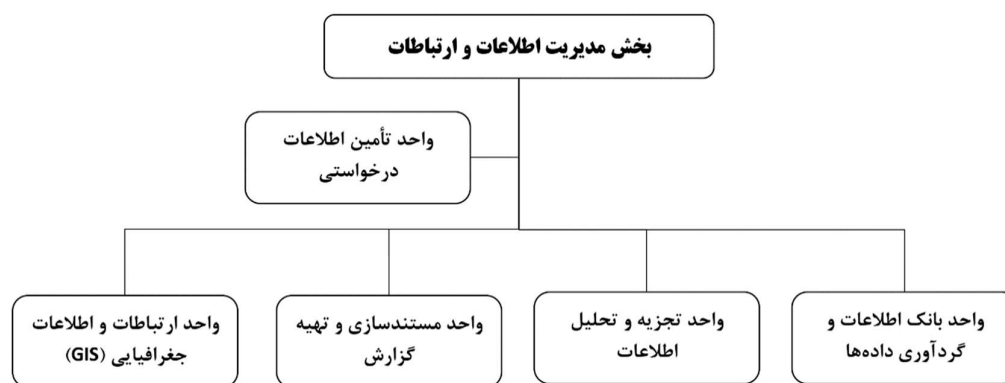 بخش مدیریت اطلاعات و ارتباطات
واحد تأمین اطلاعات
درخواستی
واحد بانک اطلاعات و
گردآوری داده‌ها
واحد تجزیه و تحلیل
اطلاعات
واحد مستندسازی و تهیه
گزارش
واحد ارتباطات و اطلاعات
جغرافیایی (GIS)